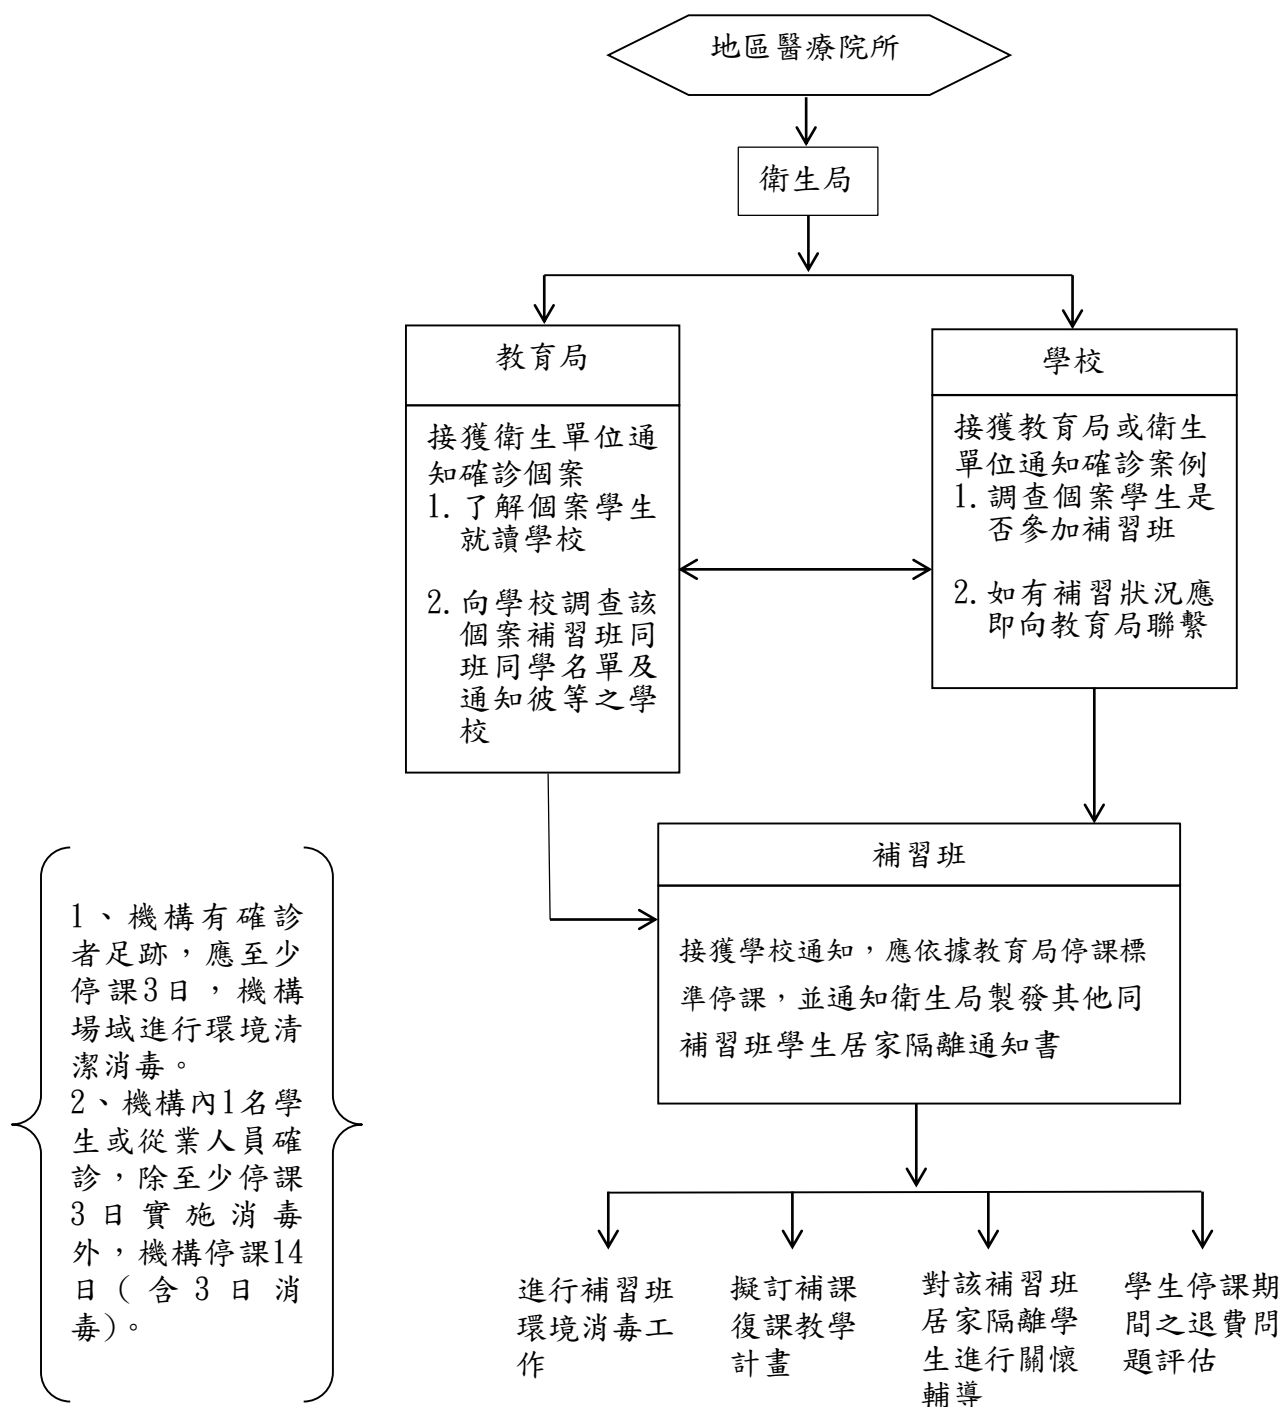 地區醫療院所
衛生局
教育局
接獲衛生單位通
知確診個案
1. 了解個案學生
就讀學校
2. 向學校調查該
個案補習班同
班同學名單及
通知彼等之學
校
學校
接獲教育局或衛生
單位通知確診案例
1. 調查個案學生是
否參加補習班
2. 如有補習狀況應
即向教育局聯繫
補習班
接獲學校通知，應依據教育局停課標
準停課，並通知衛生局製發其他同
補習班學生居家隔離通知書
1、機構有確診
者足跡，應至少
停課3日，機構
場域進行環境清
潔消毒。
2、機構內1名學
生或從業人員確
診，除至少停課
3日實施消毒
外，機構停課14
日(含3日消
毒)。
進行補習班
環境消毒工
作
擬訂補課
復課教學
計畫
對該補習班
居家隔離學
生進行關懷
輔導
學生停課期
間之退費問
題評估